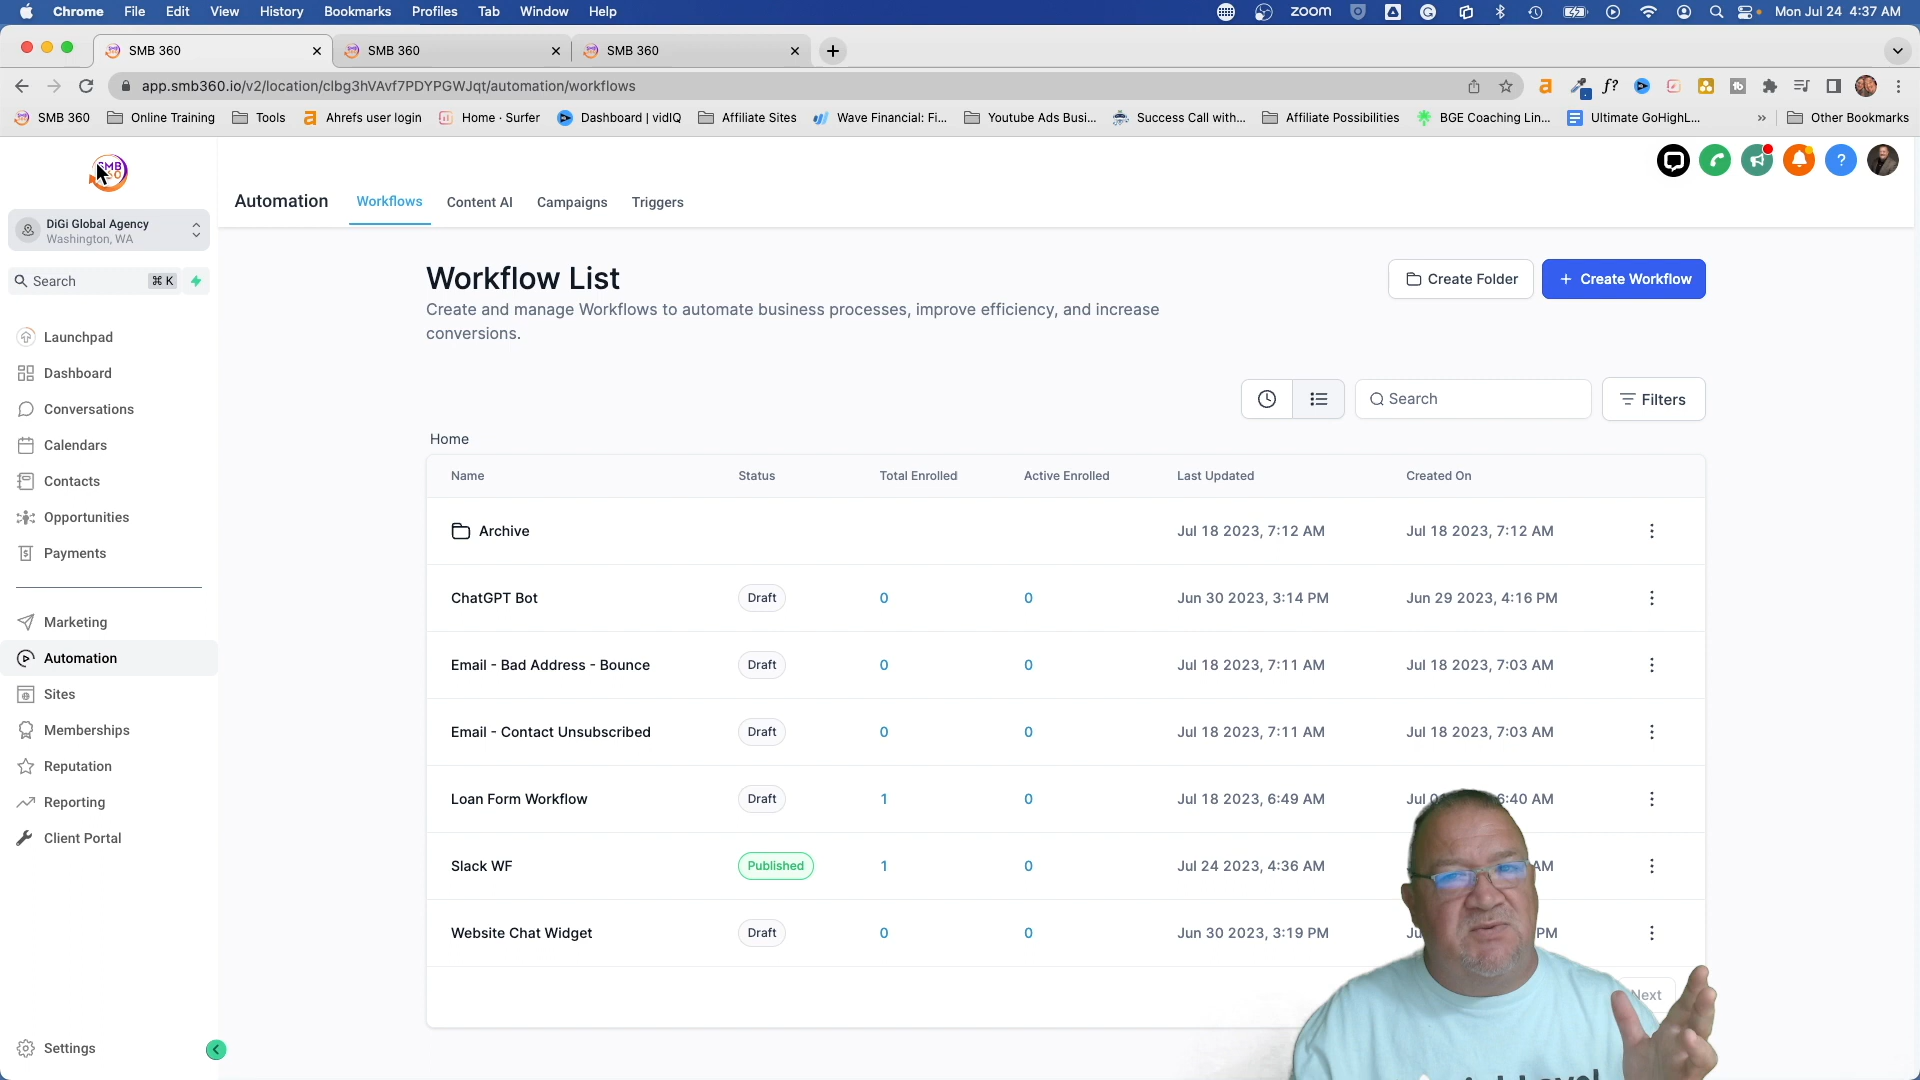 Chrome File Edit View History Bookmarks Profiles Tab Window Help zoom Mon Jul 24 4:37 AM
SMB 360 SMB 360 SMB 360
app.smb360.io/v2/location/clbg3hVAvf7PDYPGWJqt/automation/workflows
SMB 360 Online Training Tools Ahrefs user login Home · Surfer Dashboard | vidIQ Affiliate Sites Wave Financial: Fi... Youtube Ads Busi... Success Call with... Affiliate Possibilities BGE Coaching Lin... Ultimate GoHighL... » Other Bookmarks
Automation Workflows Content AI Campaigns Triggers
DiGi Global Agency
Washington, WA
Search ⌘ K
Launchpad
Dashboard
Conversations
Calendars
Contacts
Opportunities
Payments
Marketing
Automation
Sites
Memberships
Reputation
Reporting
Client Portal
Settings
Workflow List
Create and manage Workflows to automate business processes, improve efficiency, and increase
conversions.
Create Folder + Create Workflow
Search Filters
Home
Name Status Total Enrolled Active Enrolled Last Updated Created On
Archive Jul 18 2023, 7:12 AM Jul 18 2023, 7:12 AM
ChatGPT Bot Draft 0 0 Jun 30 2023, 3:14 PM Jun 29 2023, 4:16 PM
Email - Bad Address - Bounce Draft 0 0 Jul 18 2023, 7:11 AM Jul 18 2023, 7:03 AM
Email - Contact Unsubscribed Draft 0 0 Jul 18 2023, 7:11 AM Jul 18 2023, 7:03 AM
Loan Form Workflow Draft 1 0 Jul 18 2023, 6:49 AM Jul 6:40 AM
Slack WF Published 1 0 Jul 24 2023, 4:36 AM AM
Website Chat Widget Draft 0 0 Jun 30 2023, 3:19 PM PM
Next